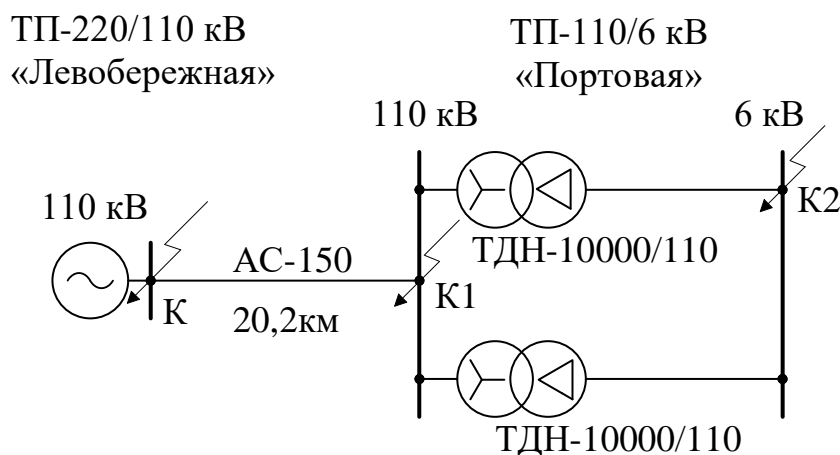 ТП-220/110 кВ
«Левобережная»
ТП-110/6 кВ
«Портовая»
110 кВ
6 кВ
110 кВ
К2
ТДН-10000/110
АС-150
К
20,2км
К1
ТДН-10000/110